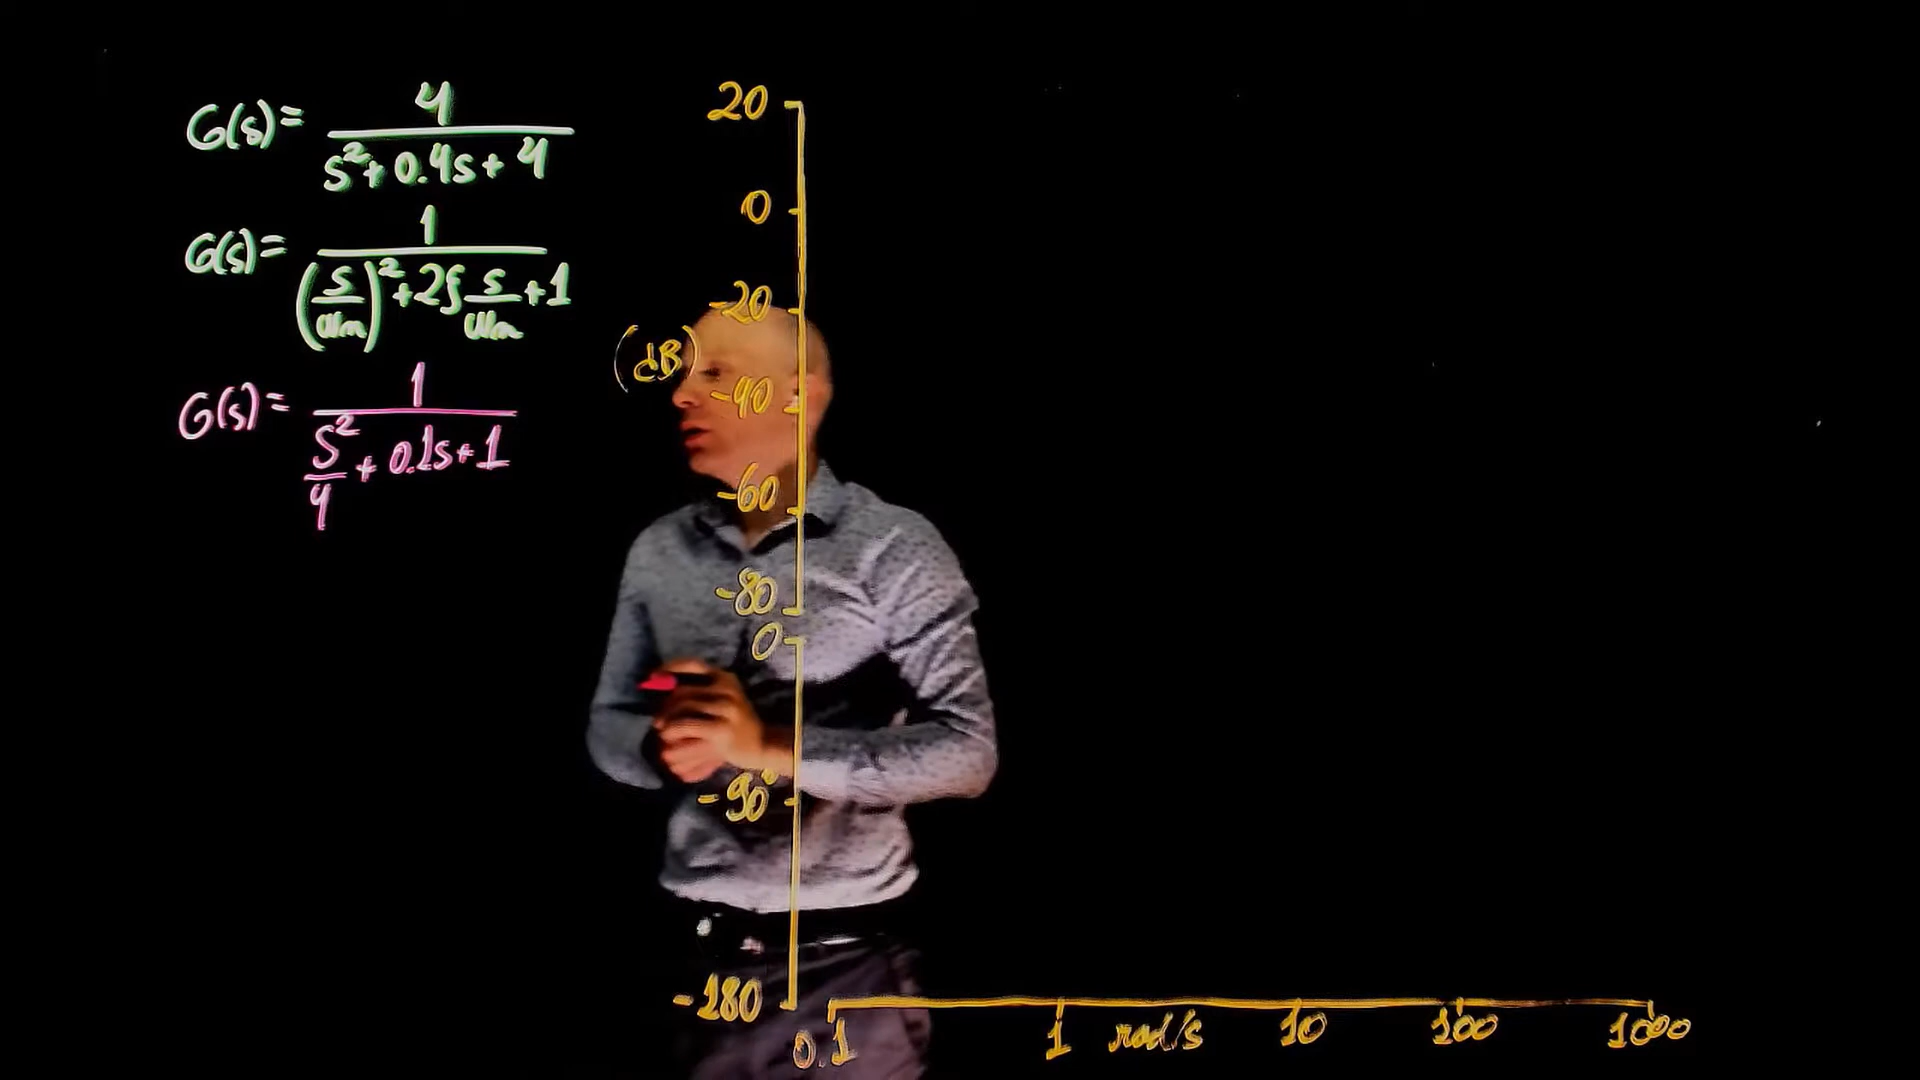 G(s) = 4 / (s² + 0.4s + 4)
G(s) = 1 / ((s/ωn)² + 2ζ s/ωn + 1)
G(s) = 1 / (s²/4 + 0.1s + 1)
20
0
-20
(dB)
-40
-60
-80
0
-90°
-180
0.1 1 rad/s 10 100 1000